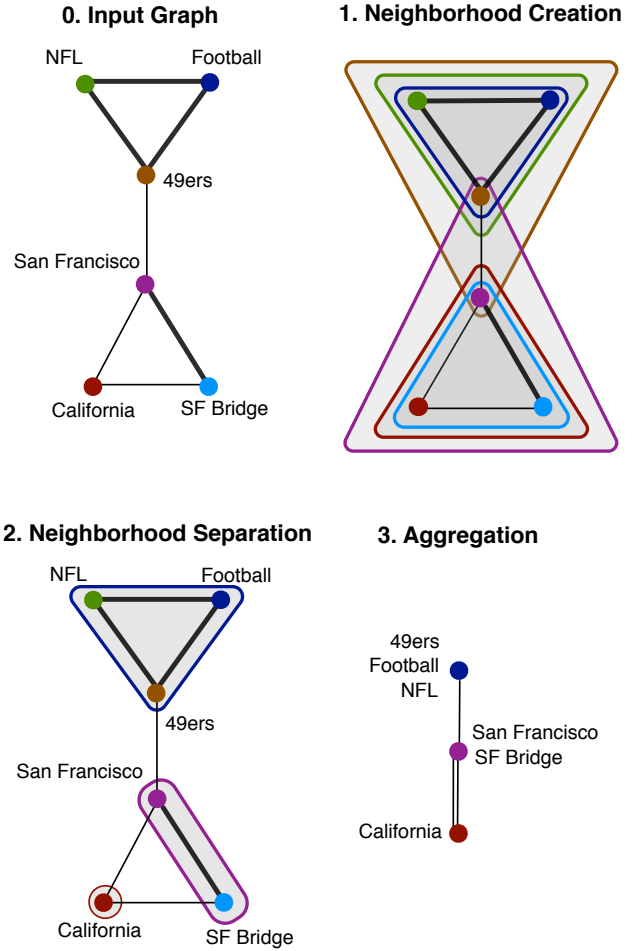 0. Input Graph
NFL
Football
49ers
San Francisco
California
SF Bridge
1. Neighborhood Creation
2. Neighborhood Separation
NFL
Football
49ers
San Francisco
California
SF Bridge
3. Aggregation
49ers
Football
NFL
San Francisco
SF Bridge
California